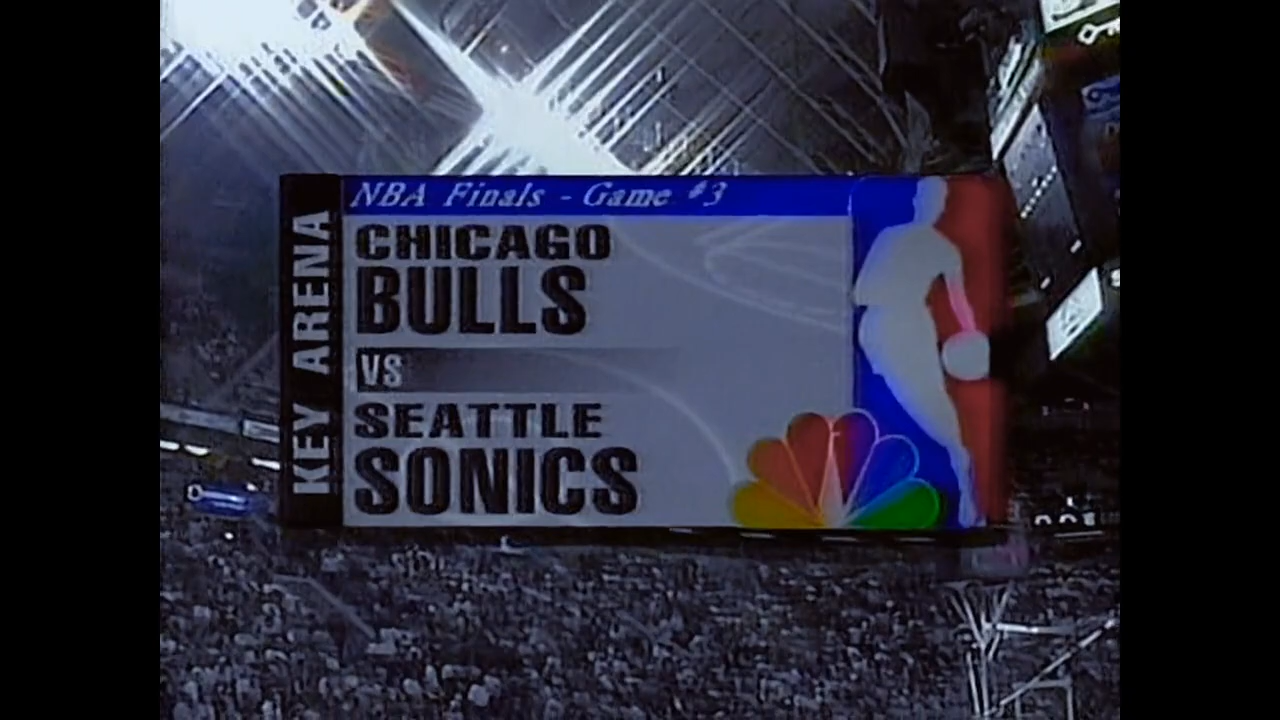 KEY ARENA
NBA Finals - Game #3
CHICAGO
BULLS
VS
SEATTLE
SONICS